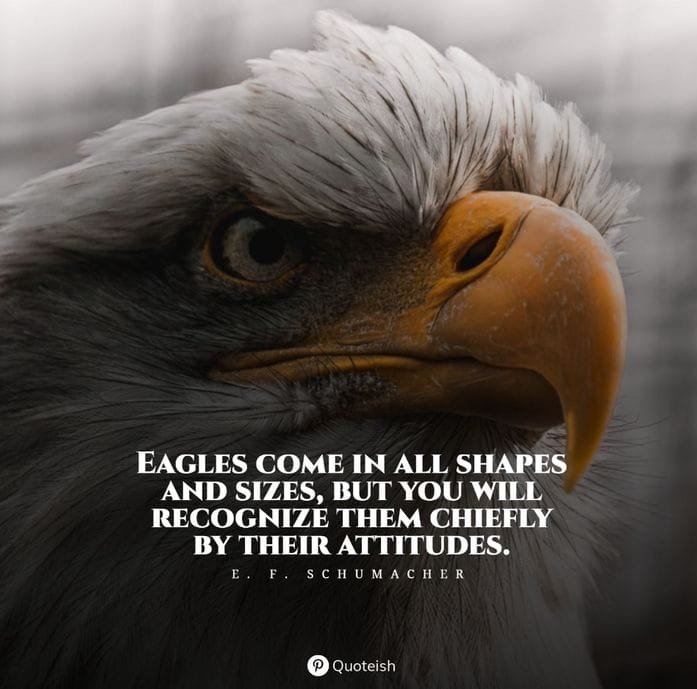 Eagles come in all shapes
and sizes, but you will
recognize them chiefly
by their attitudes.
E. F. SCHUMACHER
Quoteish